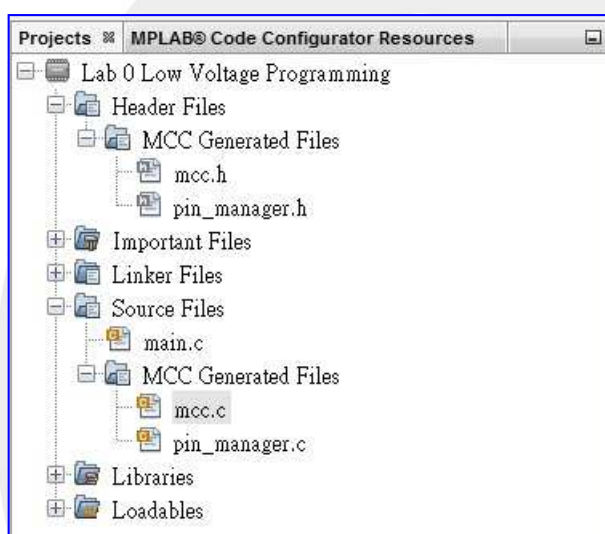 Projects MPLAB® Code Configurator Resources
Lab 0 Low Voltage Programming
Header Files
MCC Generated Files
mcc.h
pin_manager.h
Important Files
Linker Files
Source Files
main.c
MCC Generated Files
mcc.c
pin_manager.c
Libraries
Loadables